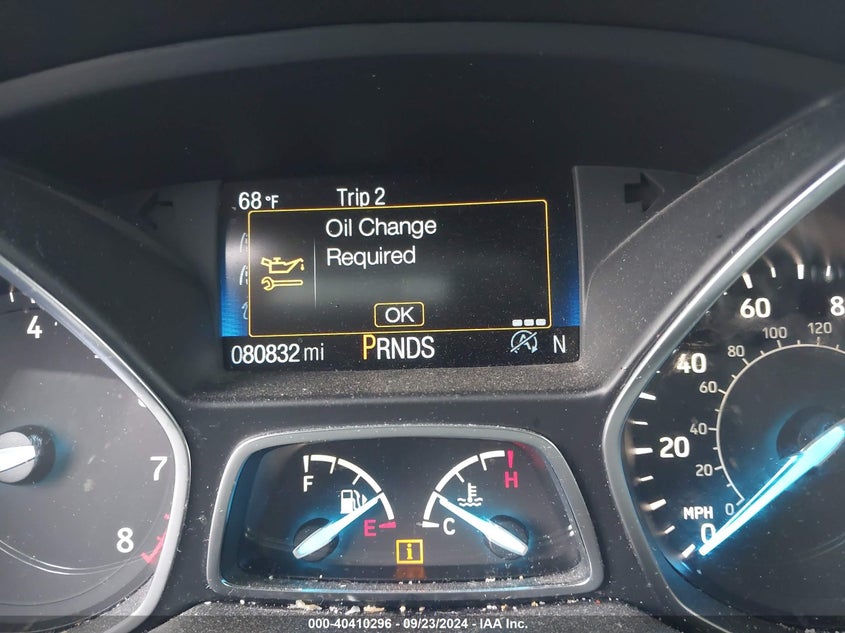 68 °F Trip 2
Oil Change
Required
OK
080832 mi PRNDS N
4
7
8
F
E
i
H
C
60 8
40
20
MPH 0
120
100
80
60
40
20
0
000-40410296 - 09/23/2024 - IAA Inc.